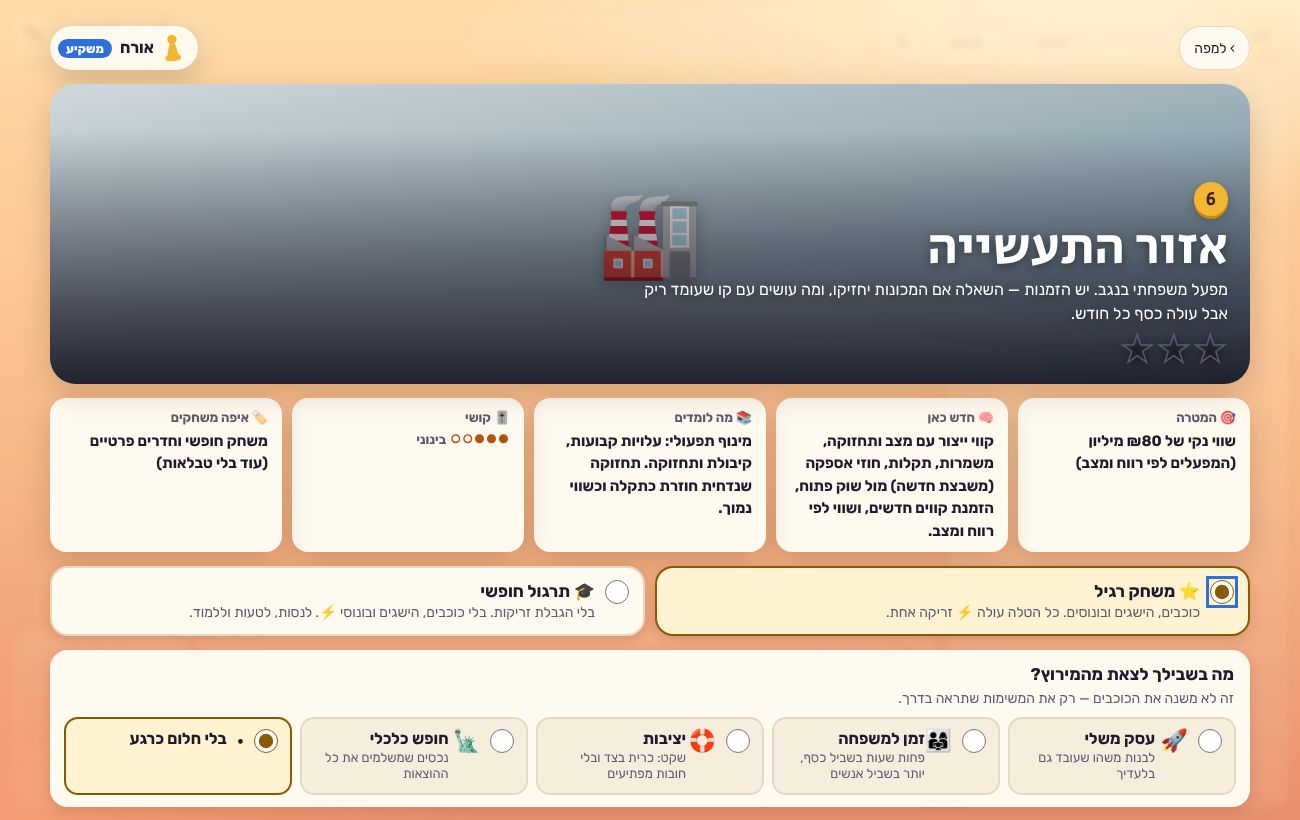 › למפה
אורח משקיע
6
אזור התעשייה
מפעל משפחתי בנגב. יש הזמנות – השאלה אם המכונות יחזיקו, ומה עושים עם קו שעומד ריק
אבל עולה כסף כל חודש.
המטרה
שווי נקי של ₪80 מיליון
(המפעלים לפי רווח ומצב)
חדש כאן
קווי ייצור עם מצב ותחזוקה,
משמרות, תקלות, חוזי אספקה
(משבצת חדשה) מול שוק פתוח,
הזמנת קווים חדשים, ושווי לפי
רווח ומצב.
מה לומדים
מינוף תפעולי: עלויות קבועות,
קיבולת ותחזוקה. תחזוקה
שנדחית חוזרת כתקלה וכשווי
נמוך.
קושי
בינוני
איפה משחקים
משחק חופשי וחדרים פרטיים
(עוד בלי טבלאות)
משחק רגיל
כוכבים, הישגים ובונוסים. כל הטלה עולה ⚡ זריקה אחת.
תרגול חופשי
בלי הגבלת זריקות. בלי כוכבים, הישגים ובונוסי ⚡. לנסות, לטעות וללמוד.
מה בשבילך לצאת מהמירוץ?
זה לא משנה את הכוכבים – רק את המשימות שתראה בדרך.
עסק משלי
לבנות משהו שעובד גם
בלעדיך
זמן למשפחה
פחות שעות בשביל כסף,
יותר בשביל אנשים
יציבות
שקט: כרית בצד ובלי
חובות מפתיעים
חופש כלכלי
נכסים שמשלמים את כל
ההוצאות
• בלי חלום כרגע